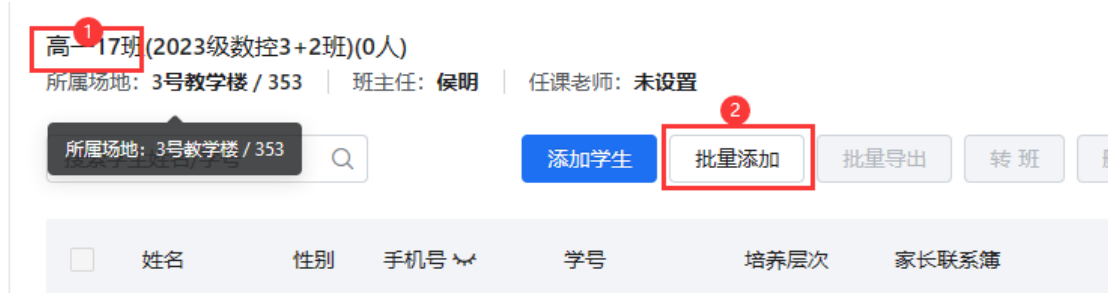 1
高一17班(2023级数控3+2班)(0人)
所属场地：3号教学楼 / 353 班主任：侯明 任课老师：未设置
2
所属场地：3号教学楼 / 353
添加学生 批量添加 批量导出 转 班
姓名 性别 手机号 学号 培养层次 家长联系簿